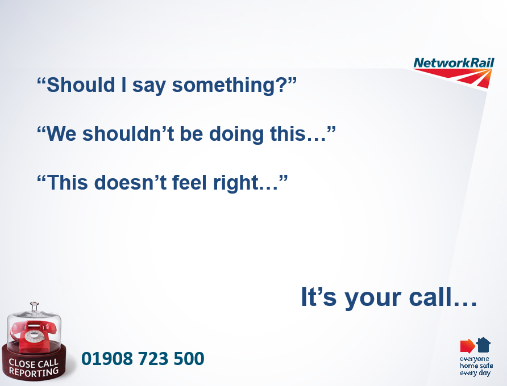 NetworkRail
“Should I say something?”
“We shouldn’t be doing this…”
“This doesn’t feel right…”
It’s your call…
CLOSE CALL
REPORTING
01908 723 500
everyone
home safe
every day